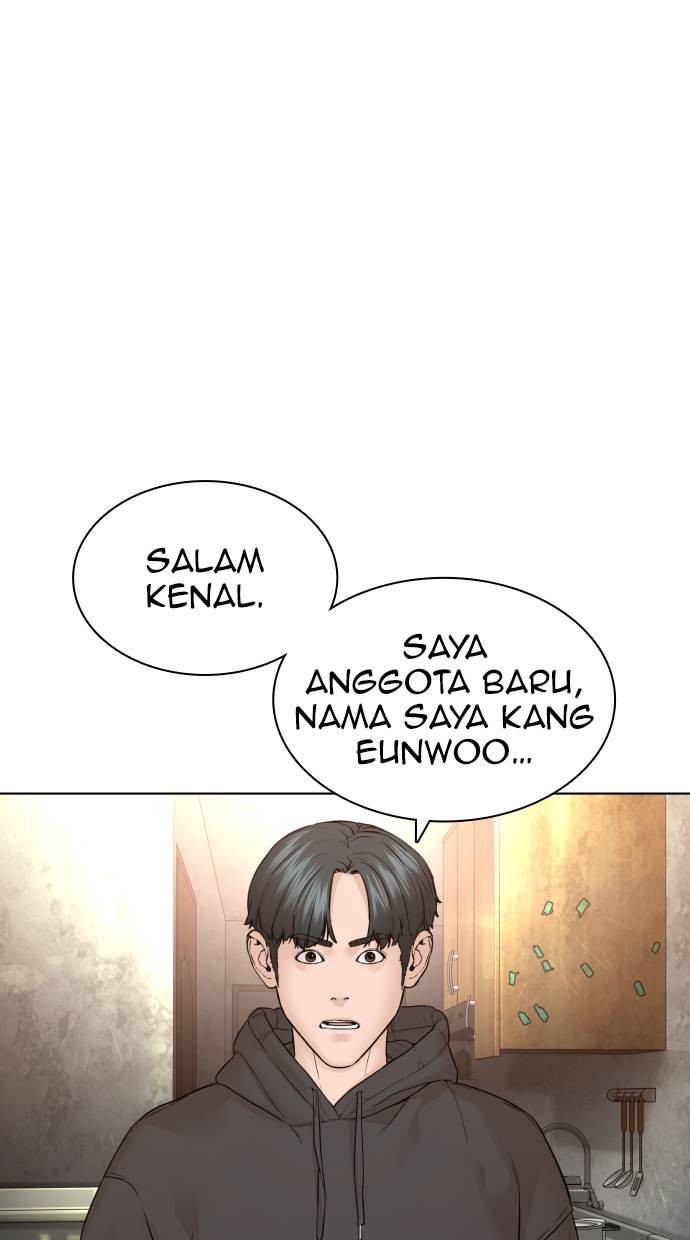 SALAM
KENAL.
SAYA
ANGGOTA BARU,
NAMA SAYA KANG
EUNWOO...